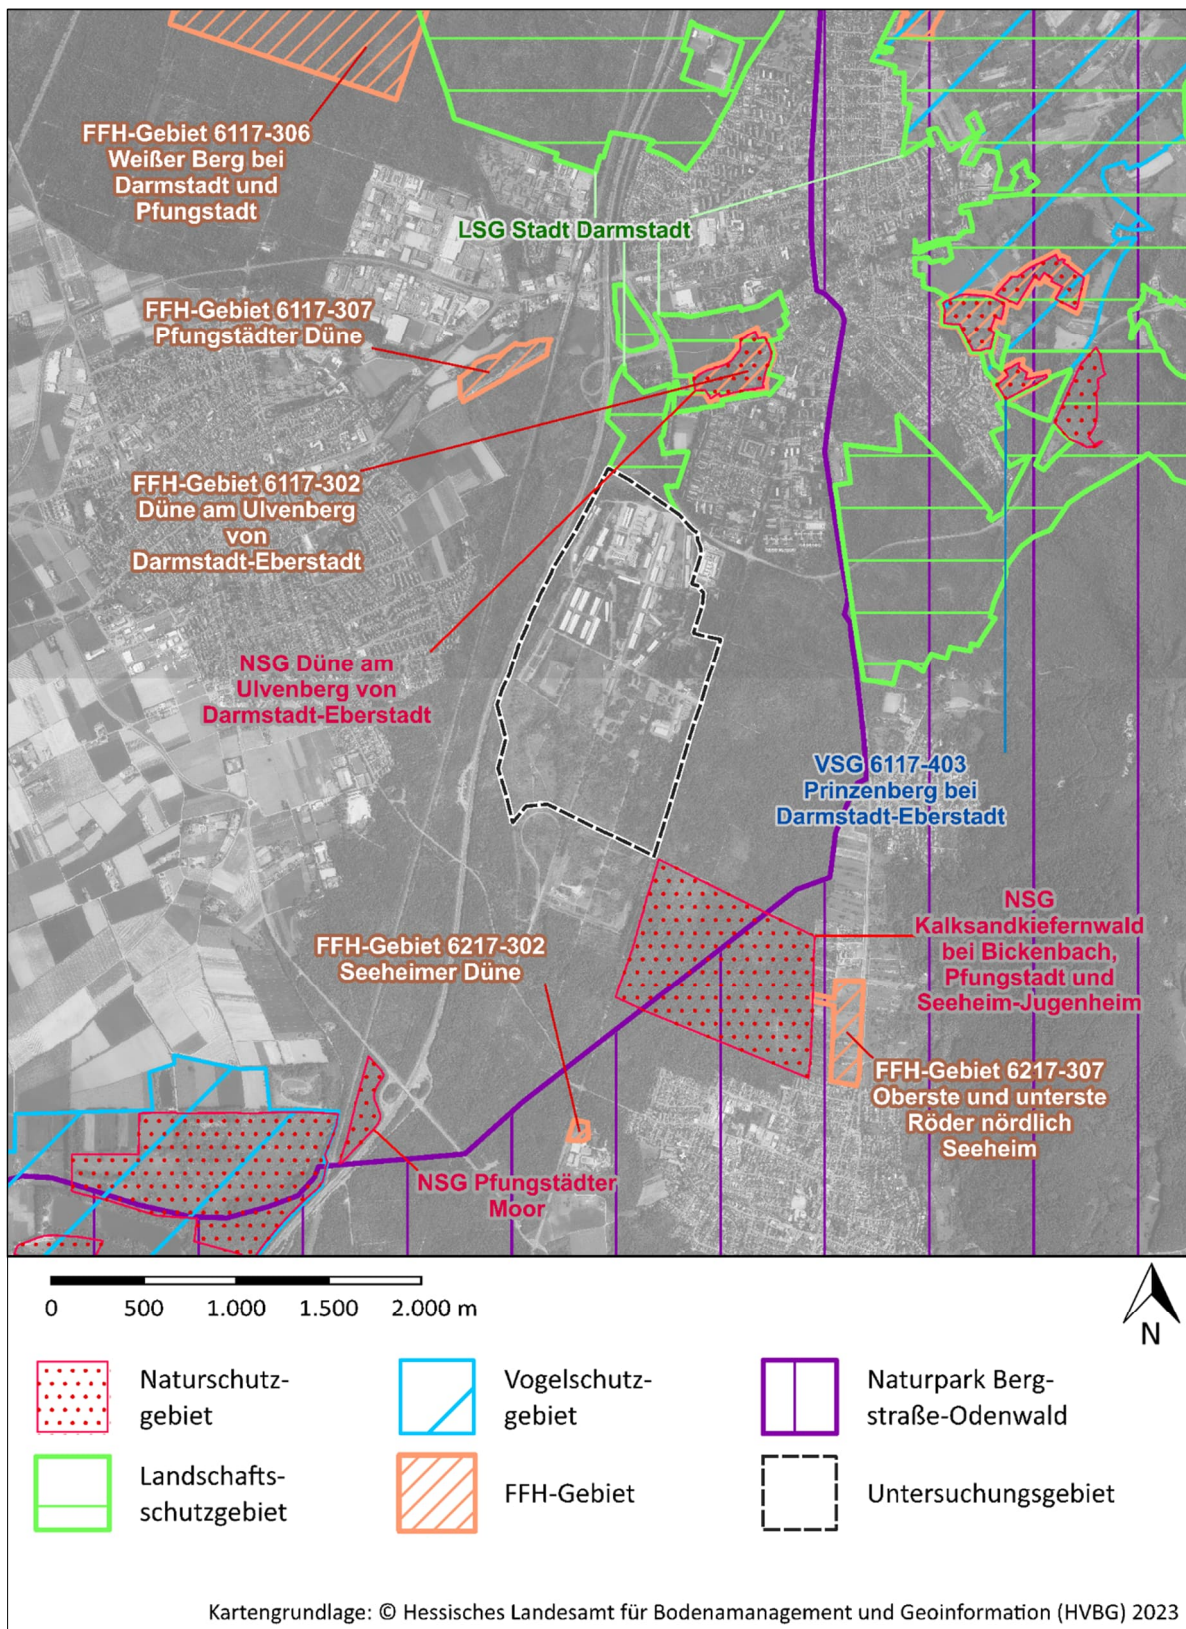 FFH-Gebiet 6117-306
Weißer Berg bei
Darmstadt und
Pfungstadt
LSG Stadt Darmstadt
FFH-Gebiet 6117-307
Pfungstädter Düne
FFH-Gebiet 6117-302
Düne am Ulvenberg
von
Darmstadt-Eberstadt
NSG Düne am
Ulvenberg von
Darmstadt-Eberstadt
VSG 6117-403
Prinzenberg bei
Darmstadt-Eberstadt
NSG
Kalksandkiefernwald
bei Bickenbach,
Pfungstadt und
Seeheim-Jugenheim
FFH-Gebiet 6217-302
Seeheimer Düne
FFH-Gebiet 6217-307
Oberste und unterste
Röder nördlich
Seeheim
NSG Pfungstädter
Moor
0 500 1.000 1.500 2.000 m
N
Naturschutz-
gebiet
Vogelschutz-
gebiet
Naturpark Berg-
straße-Odenwald
Landschafts-
schutzgebiet
FFH-Gebiet
Untersuchungsgebiet
Kartengrundlage: © Hessisches Landesamt für Bodenamanagement und Geoinformation (HVBG) 2023